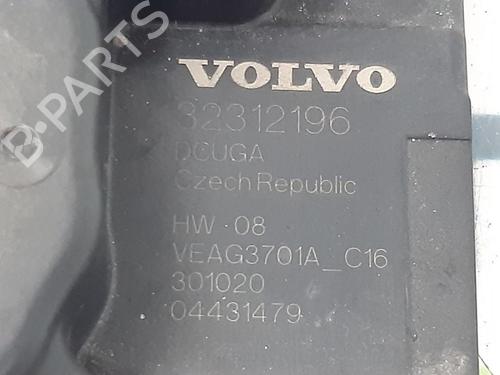 B-PARTS
VOLVO
32312196
DCUGA
Czech Republic
HW 08
VEAG3701A_C16
301020
04431479